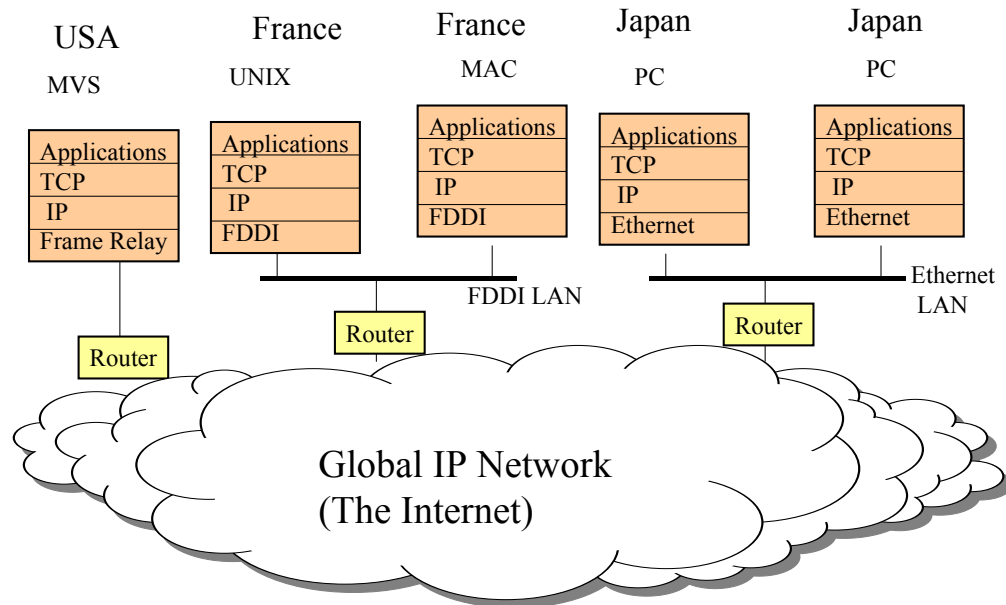 USA
MVS
Applications
TCP
IP
Frame Relay
Router
France
UNIX
Applications
TCP
IP
FDDI
France
MAC
Applications
TCP
IP
FDDI
FDDI LAN
Router
Japan
PC
Applications
TCP
IP
Ethernet
Japan
PC
Applications
TCP
IP
Ethernet
Ethernet
LAN
Router
Global IP Network
(The Internet)